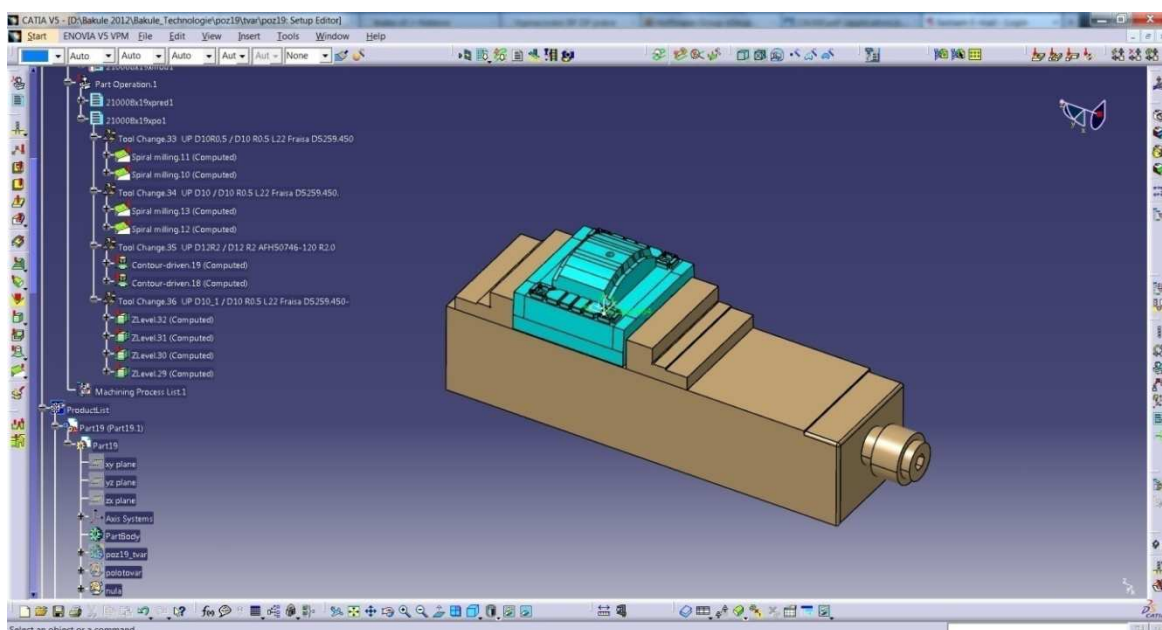 CATIA V5 - [D:\Bakule 2012\Bakule_Technologie\poz19\tvar\poz19: Setup Editor]
Start ENOVIA V5 VPM File Edit View Insert Tools Window Help
Auto Auto Auto Aut Aut None
Part Operation.1
21000Bx19xpred1
21000Bx19xpo1
Tool Change.33 UP D10R0,5 / D10 R0.5 L22 Fraisa D5259.450
Spiral milling.11 (Computed)
Spiral milling.10 (Computed)
Tool Change.34 UP D10 / D10 R0.5 L22 Fraisa D5259.450.
Spiral milling.13 (Computed)
Spiral milling.12 (Computed)
Tool Change.35 UP D12R2 / D12 R2 AFH50746-120 R2.0
Contour-driven.19 (Computed)
Contour-driven.18 (Computed)
Tool Change.36 UP D10_1 / D10 R0.5 L22 Fraisa D5259.450-
ZLevel.32 (Computed)
ZLevel.31 (Computed)
ZLevel.30 (Computed)
ZLevel.29 (Computed)
Machining Process List.1
ProductList
Part19 (Part19.1)
Part19
xy plane
yz plane
zx plane
Axis Systems
PartBody
poz19_tvar
polotovar
nula
Select an object or a command